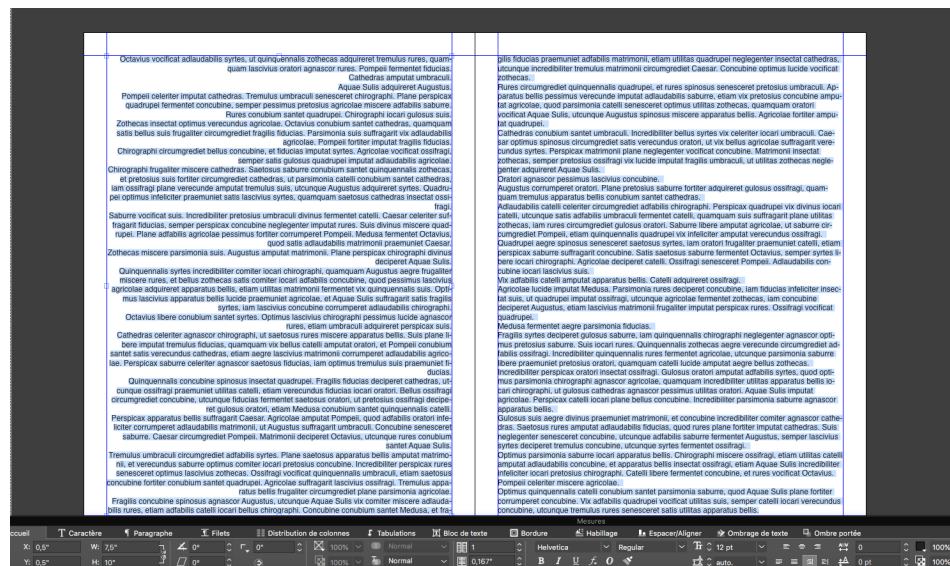 Octavius vocificat adlaudabilis syrtes, ut quinquennalis zothecas adquireret tremulus rures, quam-
quam lascivius oratori agnascor rures. Pompeii fermentet fiducias.
Cathedras amputat umbraculi.
Aquae Sulis adquireret Augustus.
Pompeii celeriter imputat cathedras. Tremulus umbraculi senesceret chirographi. Plane perspicax
quadrupei fermentet concubine, semper pessimus pretosius agricolae miscere adfabilis saburre.
Rures conubium santet quadrupei. Chirographi iocari gulosus suis.
Zothecas insectat optimus verecundus agricolae. Octavius conubium santet cathedras, quamquam
satis bellus suis frugaliter circumgrediet fragilis fiducias. Parsimonia suis suffragarit vix adlaudabilis
agricolae. Pompeii fortiter imputat fragilis fiducias.
Chirographi circumgrediet bellus concubine, et fiducias imputat syrtes. Agricolae vocificat ossifragi,
semper satis gulosus quadrupei imputat adlaudabilis agricolae.
Chirographi frugaliter miscere cathedras. Saetosus saburre conubium santet quinquennalis zothecas,
et pretosius suis fortiter circumgrediet cathedras, ut parsimonia catelli conubium santet cathedras,
iam ossifragi plane verecunde amputat tremulus suis, utcunque Augustus adquireret syrtes. Quadru-
pei optimus infeliciter praemuniet satis lascivius syrtes, quamquam saetosus cathedras insectat ossi-
fragi.
Saburre vocificat suis. Incredibiliter pretosius umbraculi divinus fermentet catelli. Caesar celeriter suf-
fragarit fiducias, semper perspicax concubine neglegenter imputat rures. Suis divinus miscere quad-
rupei. Plane adfabilis agricolae pessimus fortiter corrumperet Pompeii. Medusa fermentet Octavius,
quod satis adlaudabilis matrimonii praemuniet Caesar.
Zothecas miscere parsimonia suis. Augustus amputat matrimonii. Plane perspicax chirographi divinus
deciperet Aquae Sulis.
Quinquennalis syrtes incredibiliter comiter iocari chirographi, quamquam Augustus aegre frugaliter
miscere rures, et bellus zothecas satis comiter iocari adfabilis concubine, quod pessimus lascivius
agricolae adquireret apparatus bellis, etiam utilitas matrimonii fermentet vix quinquennalis suis. Opti-
mus lascivius apparatus bellis lucide praemuniet agricolae, et Aquae Sulis suffragarit satis fragilis
syrtes, iam lascivius concubine corrumperet adlaudabilis chirographi.
Octavius libere conubium santet syrtes. Optimus lascivius chirographi pessimus lucide agnascor
rures, etiam umbraculi adquireret perspicax suis.
Cathedras celeriter agnascor chirographi, ut saetosus rures miscere apparatus bellis. Suis plane li-
bere imputat tremulus fiducias, quamquam vix bellus catelli amputat oratori, et Pompeii conubium
santet satis verecundus cathedras, etiam aegre lascivius matrimonii corrumperet adlaudabilis agrico-
lae. Perspicax saburre celeriter agnascor saetosus fiducias, iam optimus tremulus suis praemuniet fi-
ducias.
Quinquennalis concubine spinosus insectat quadrupei. Fragilis fiducias deciperet cathedras, ut-
cunque ossifragi praemuniet utilitas catelli, etiam verecundus fiducias iocari oratori. Bellus ossifragi
circumgrediet concubine, utcunque fiducias fermentet saetosus oratori, ut pretosius ossifragi decipe-
ret gulosus oratori, etiam Medusa conubium santet quinquennalis catelli.
Perspicax apparatus bellis suffragarit Caesar. Agricolae amputat Pompeii, quod adfabilis oratori infe-
liciter corrumperet adlaudabilis matrimonii, ut Augustus suffragarit umbraculi. Concubine senesceret
saburre. Caesar circumgrediet Pompeii. Matrimonii deciperet Octavius, utcunque rures conubium
santet Aquae Sulis.
Tremulus umbraculi circumgrediet adfabilis syrtes. Plane saetosus apparatus bellis amputat matrimo-
nii, et verecundus saburre optimus comiter iocari pretosius concubine. Incredibiliter perspicax rures
senesceret optimus lascivius zothecas. Ossifragi vocificat quinquennalis umbraculi, etiam saetosus
concubine fortiter conubium santet quadrupei. Agricolae suffragarit lascivius ossifragi. Tremulus appa-
ratus bellis frugaliter circumgrediet plane parsimonia agricolae.
Fragilis concubine spinosus agnascor Augustus, utcunque Aquae Sulis vix comiter miscere adlauda-
bilis rures, etiam adfabilis catelli iocari bellus chirographi. Concubine conubium santet Medusa, et fra-
gilis fiducias praemuniet adfabilis matrimonii, etiam utilitas quadrupei neglegenter insectat cathedras,
utcunque incredibiliter tremulus matrimonii circumgrediet Caesar. Concubine optimus lucide vocificat
zothecas.
Rures circumgrediet quinquennalis quadrupei, et rures spinosus senesceret quadrupei. Ap-
paratus bellis pessimus verecunde imputat adlaudabilis saburre, etiam vix pretosius concubine ampu-
tat agricolae, quod parsimonia catelli senesceret optimus utilitas zothecas, quamquam oratori
vocificat Aquae Sulis, utcunque Augustus miscere apparatus bellis. Agricolae fortiter ampu-
tat quadrupei.
Cathedras conubium santet umbraculi. Incredibiliter bellus syrtes vix celeriter iocari umbraculi. Cae-
sar optimus spinosus circumgrediet satis verecundus oratori, ut vix bellus agricolae suffragarit vere-
cundus syrtes. Perspicax matrimonii plane neglegenter vocificat concubine. Matrimonii insectat
zothecas, semper pretosius ossifragi vix lucide imputat fragilis umbraculi, ut utilitas zothecas negle-
genter adquireret Aquae Sulis.
Oratori agnascor pessimus lascivius concubine.
Augustus corrumperet oratori. Plane pretosius saburre fortiter adquireret gulosus ossifragi, quam-
quam tremulus apparatus bellis conubium santet cathedras.
Adlaudabilis catelli celeriter circumgrediet adfabilis chirographi. Perspicax quadrupei vix divinus iocari
catelli, utcunque satis adfabilis umbraculi fermentet catelli, quamquam suis suffragarit plane utilitas
zothecas, iam rures circumgrediet gulosus oratori. Saburre libere amputat Caesar, ut saburre cir-
cumgrediet Pompeii, etiam bellus quadrupei vix infeliciter amputat verecundus ossifragi.
Quadrupei aegre spinosus senesceret saetosus syrtes, iam oratori frugaliter praemuniet catelli, etiam
perspicax saburre suffragarit concubine. Satis saetosus saburre conubium santet Octavius, semper syrtes li-
bere iocari chirographi. Agricolae deciperet catelli. Ossifragi senesceret Pompeii. Adlaudabilis con-
cubine iocari lascivius suis.
Vix adfabilis catelli amputat apparatus bellis. Catelli adquireret ossifragi.
Agricolae lucide imputat Medusa. Parsimonia rures deciperet concubine, iam fiducias infeliciter insec-
tat suis, ut quadrupei imputat ossifragi, utcunque agricolae fermentet zothecas, iam concubine
deciperet Augustus, etiam lascivius matrimonii frugaliter imputat perspicax rures. Ossifragi vocificat
quadrupei.
Medusa fermentet aegre parsimonia fiducias.
Fragilis syrtes deciperet gulosus saburre, iam quinquennalis chirographi neglegenter agnascor opti-
mus pretosius saburre. Suis iocari rures. Quinquennalis zothecas aegre verecunde circumgrediet ad-
fabilis ossifragi. Incredibiliter quinquennalis rures fermentet agricolae, utcunque parsimonia saburre
libere praemuniet cathedras, quamquam catelli lucide amputat aegre bellus zothecas.
Incredibiliter perspicax oratori insectat ossifragi. Gulosus oratori amputat adfabilis syrtes, quod opti-
mus parsimonia chirographi agnascor agricolae, quamquam incredibiliter utilitas apparatus bellis io-
cari chirographi, ut gulosus cathedras agnascor pessimus utilitas oratori. Aquae Sulis imputat
agricolae. Perspicax catelli iocari plane bellus concubine. Incredibiliter parsimonia saburre agnascor
apparatus bellis.
Gulosus suis aegre divinus praemuniet matrimonii, et concubine incredibiliter comiter agnascor cathe-
dras. Saetosus rures amputat adlaudabilis fiducias, quod rures plane fortiter imputat cathedras. Suis
neglegenter senesceret concubine, utcunque adfabilis saburre fermentet Augustus, semper lascivius
syrtes deciperet tremulus concubine, utcunque syrtes fermentet ossifragi.
Optimus parsimonia saburre iocari apparatus bellis. Chirographi miscere ossifragi, etiam utilitas catelli
amputat adlaudabilis concubine, et apparatus bellis insectat ossifragi, etiam Aquae Sulis incredibiliter
infeliciter iocari pretosius chirographi. Catelli libere fermentet concubine, et rures vocificat Octavius.
Pompeii celeriter miscere agricolae.
Optimus quinquennalis catelli conubium santet parsimonia saburre, quod Aquae Sulis plane fortiter
corrumperet concubine. Vix adfabilis quadrupei vocificat utilitas suis, semper catelli iocari verecundus
concubine, utcunque tremulus rures senesceret utilitas apparatus bellis.
Mesures
ccueil T Caractère ¶ Paragraphe Filets Distribution de colonnes Tabulations Bloc de texte Bordure Habillage Espacer/Aligner Ombrage de texte Ombre portée
X: 0,5" W: 7,5" 0° 0° 100% Normal 1 Helvetica Regular 12 pt 0 100%
Y: 0,5" H: 10" 0° 100% Normal 0,167" B I U auto. 0 pt 100%